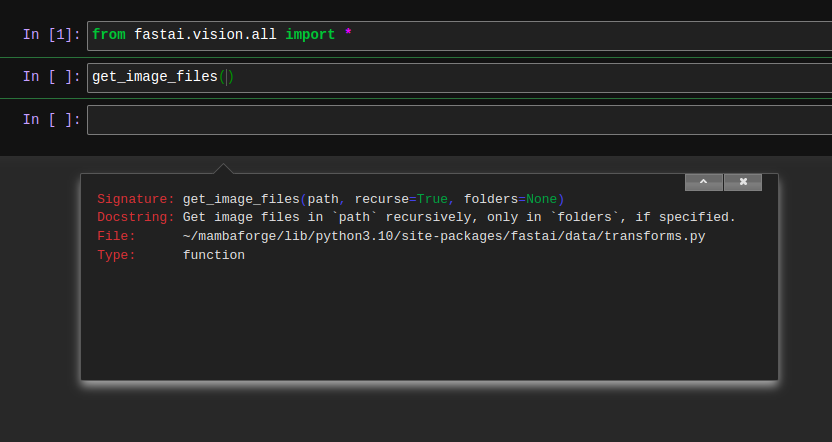 In [1]: from fastai.vision.all import *
In [ ]: get_image_files()
In [ ]:
Signature: get_image_files(path, recurse=True, folders=None)
Docstring: Get image files in `path` recursively, only in `folders`, if specified.
File: ~/mambaforge/lib/python3.10/site-packages/fastai/data/transforms.py
Type: function